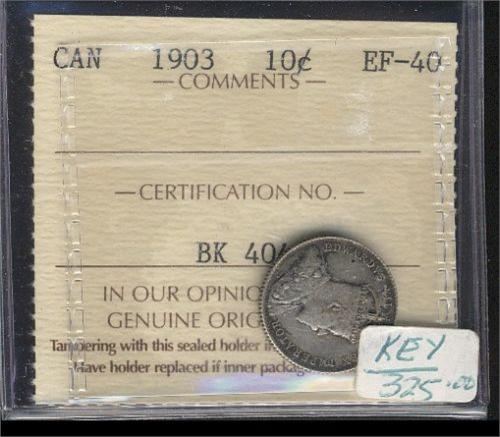 CAN 1903 10¢ EF-40
— COMMENTS —
— CERTIFICATION NO. —
BK 40
IN OUR OPINIO
GENUINE ORIG
Tampering with this sealed holder
Have holder replaced if inner packag
KEY
325.00